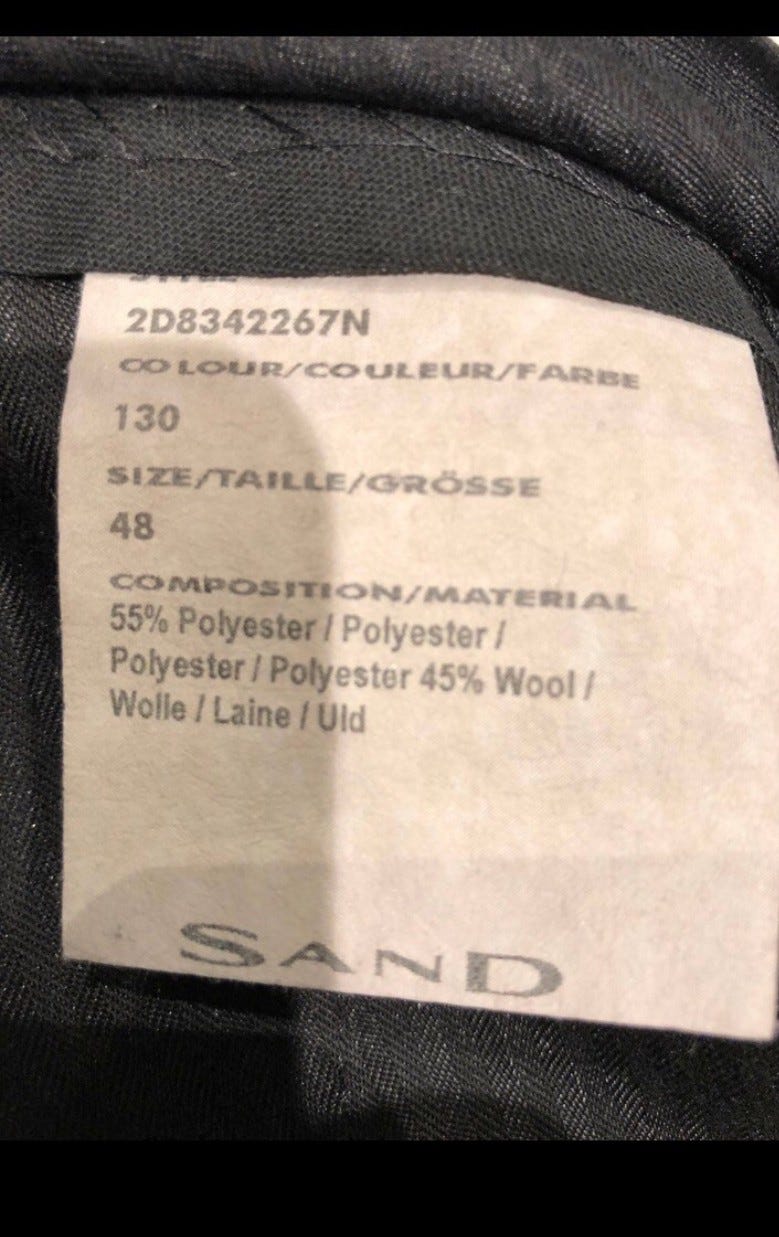 2D8342267N
COLOUR/COULEUR/FARBE
130
SIZE/TAILLE/GRÖSSE
48
COMPOSITION/MATERIAL
55% Polyester / Polyester /
Polyester / Polyester 45% Wool /
Wolle / Laine / Uld
SAND